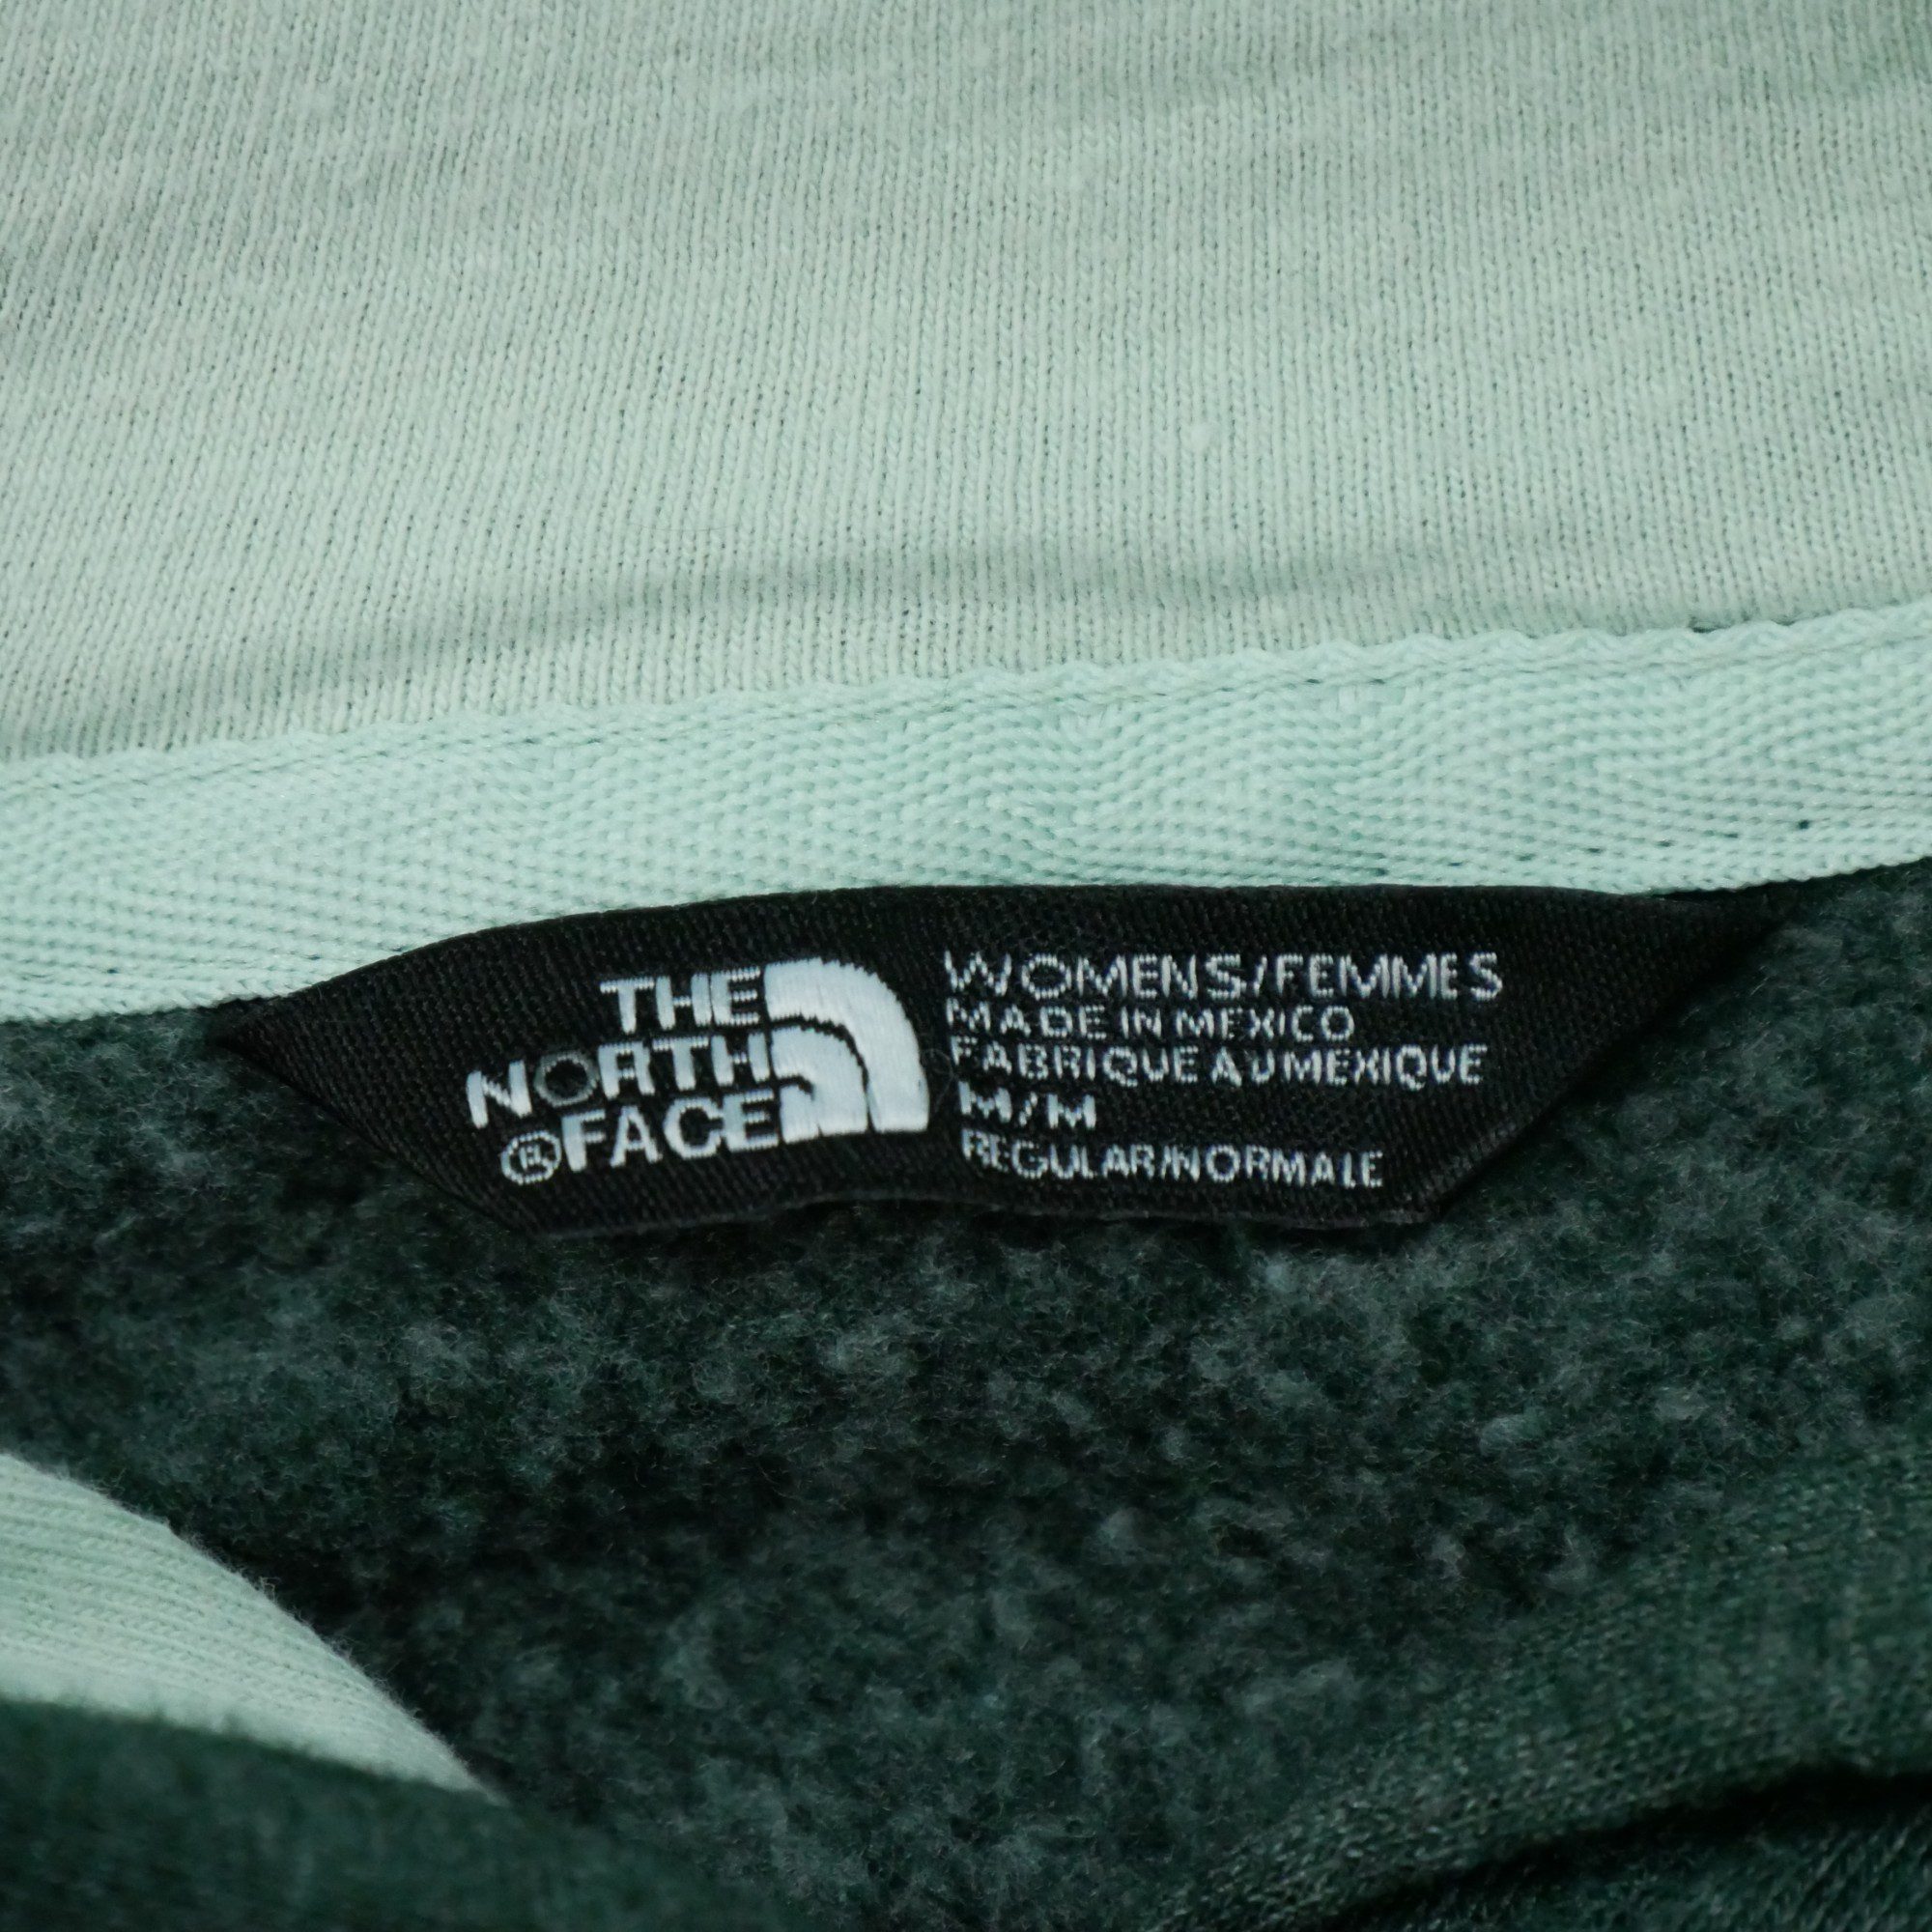 THE
NORTH
®FACE
WOMENS/FEMMES
MADE IN MEXICO
FABRIQUE AU MEXIQUE
M/M
REGULAR/NORMALE